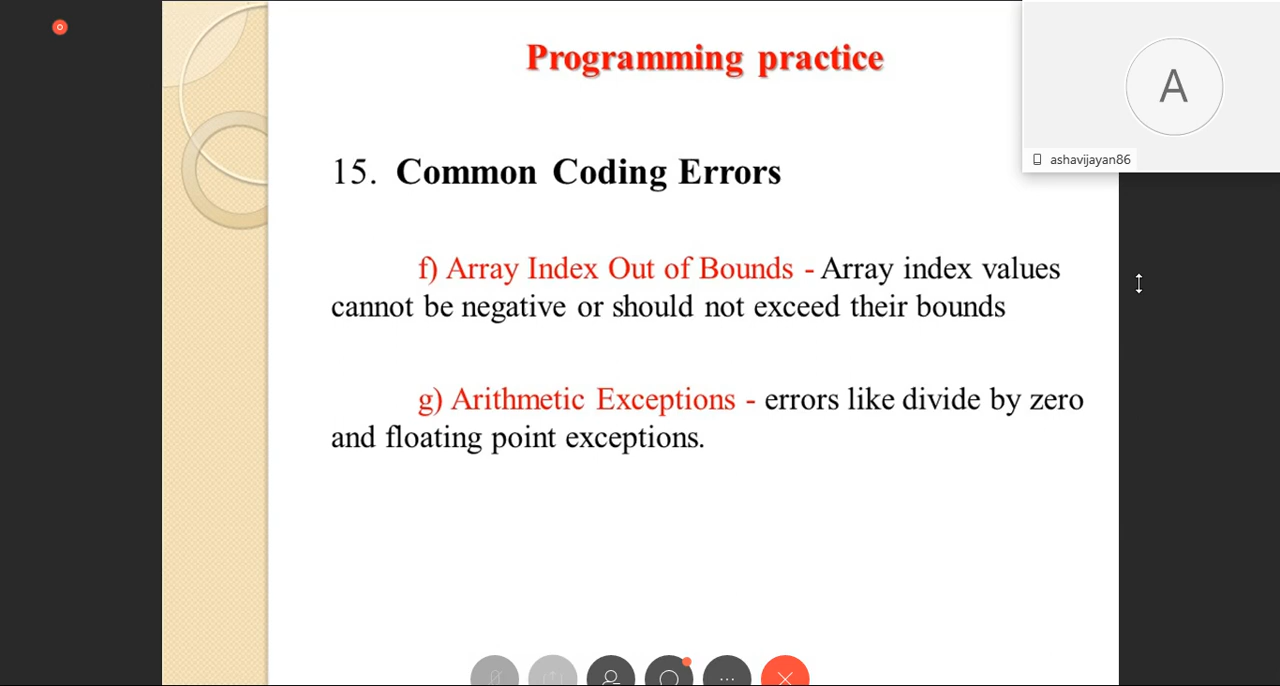 Programming practice
A
ashavijayan86
15. Common Coding Errors
f) Array Index Out of Bounds - Array index values
cannot be negative or should not exceed their bounds
g) Arithmetic Exceptions - errors like divide by zero
and floating point exceptions.